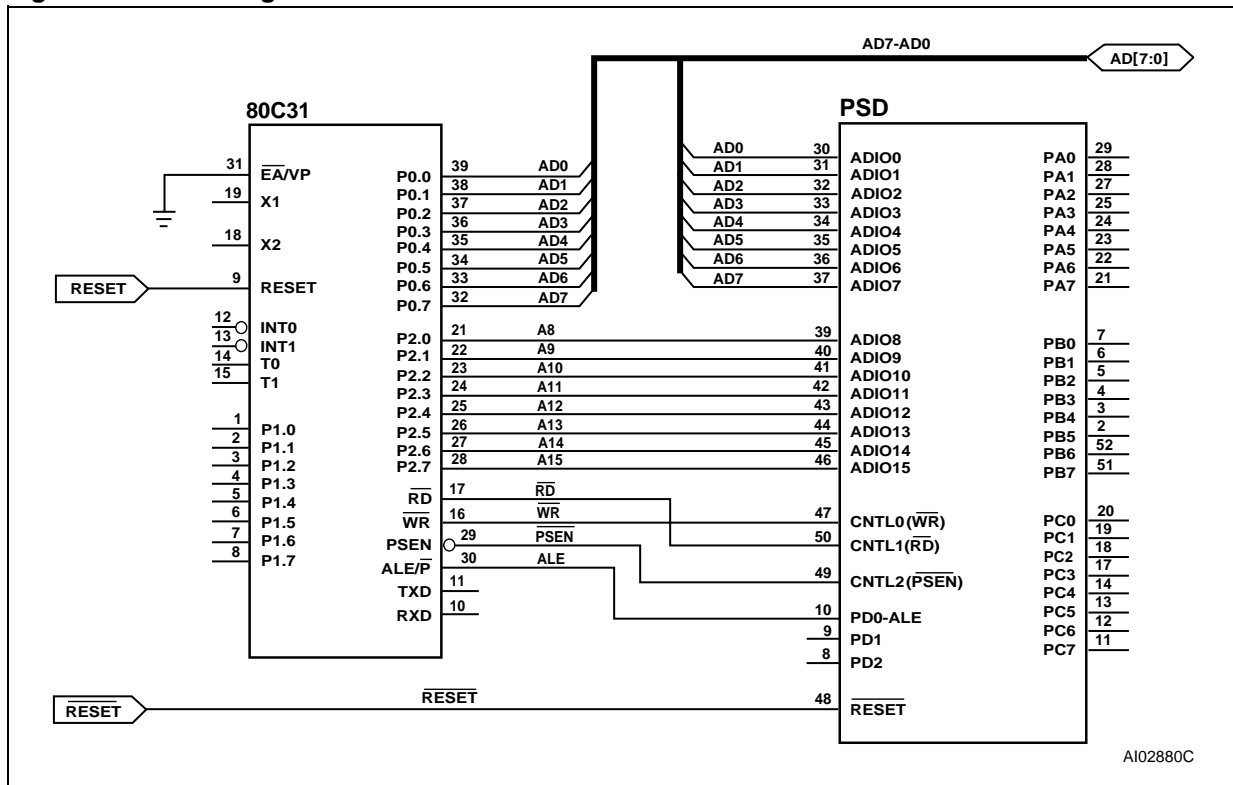 AD7-AD0
AD[7:0]
80C31
PSD
31 EA/VP
19 X1
18 X2
RESET 9 RESET
12 INT0
13 INT1
14 T0
15 T1
1 P1.0
2 P1.1
3 P1.2
4 P1.3
5 P1.4
6 P1.5
7 P1.6
8 P1.7
P0.0 39 AD0
P0.1 38 AD1
P0.2 37 AD2
P0.3 36 AD3
P0.4 35 AD4
P0.5 34 AD5
P0.6 33 AD6
P0.7 32 AD7
P2.0 21 A8
P2.1 22 A9
P2.2 23 A10
P2.3 24 A11
P2.4 25 A12
P2.5 26 A13
P2.6 27 A14
P2.7 28 A15
RD 17 RD
WR 16 WR
PSEN 29 PSEN
ALE/P 30 ALE
TXD 11
RXD 10
AD0 30 ADIO0
AD1 31 ADIO1
AD2 32 ADIO2
AD3 33 ADIO3
AD4 34 ADIO4
AD5 35 ADIO5
AD6 36 ADIO6
AD7 37 ADIO7
39 ADIO8
40 ADIO9
41 ADIO10
42 ADIO11
43 ADIO12
44 ADIO13
45 ADIO14
46 ADIO15
47 CNTL0(WR)
50 CNTL1(RD)
49 CNTL2(PSEN)
10 PD0-ALE
9 PD1
8 PD2
48 RESET
PA0 29
PA1 28
PA2 27
PA3 25
PA4 24
PA5 23
PA6 22
PA7 21
PB0 7
PB1 6
PB2 5
PB3 4
PB4 3
PB5 2
PB6 52
PB7 51
PC0 20
PC1 19
PC2 18
PC3 17
PC4 14
PC5 13
PC6 12
PC7 11
RESET
RESET
AI02880C